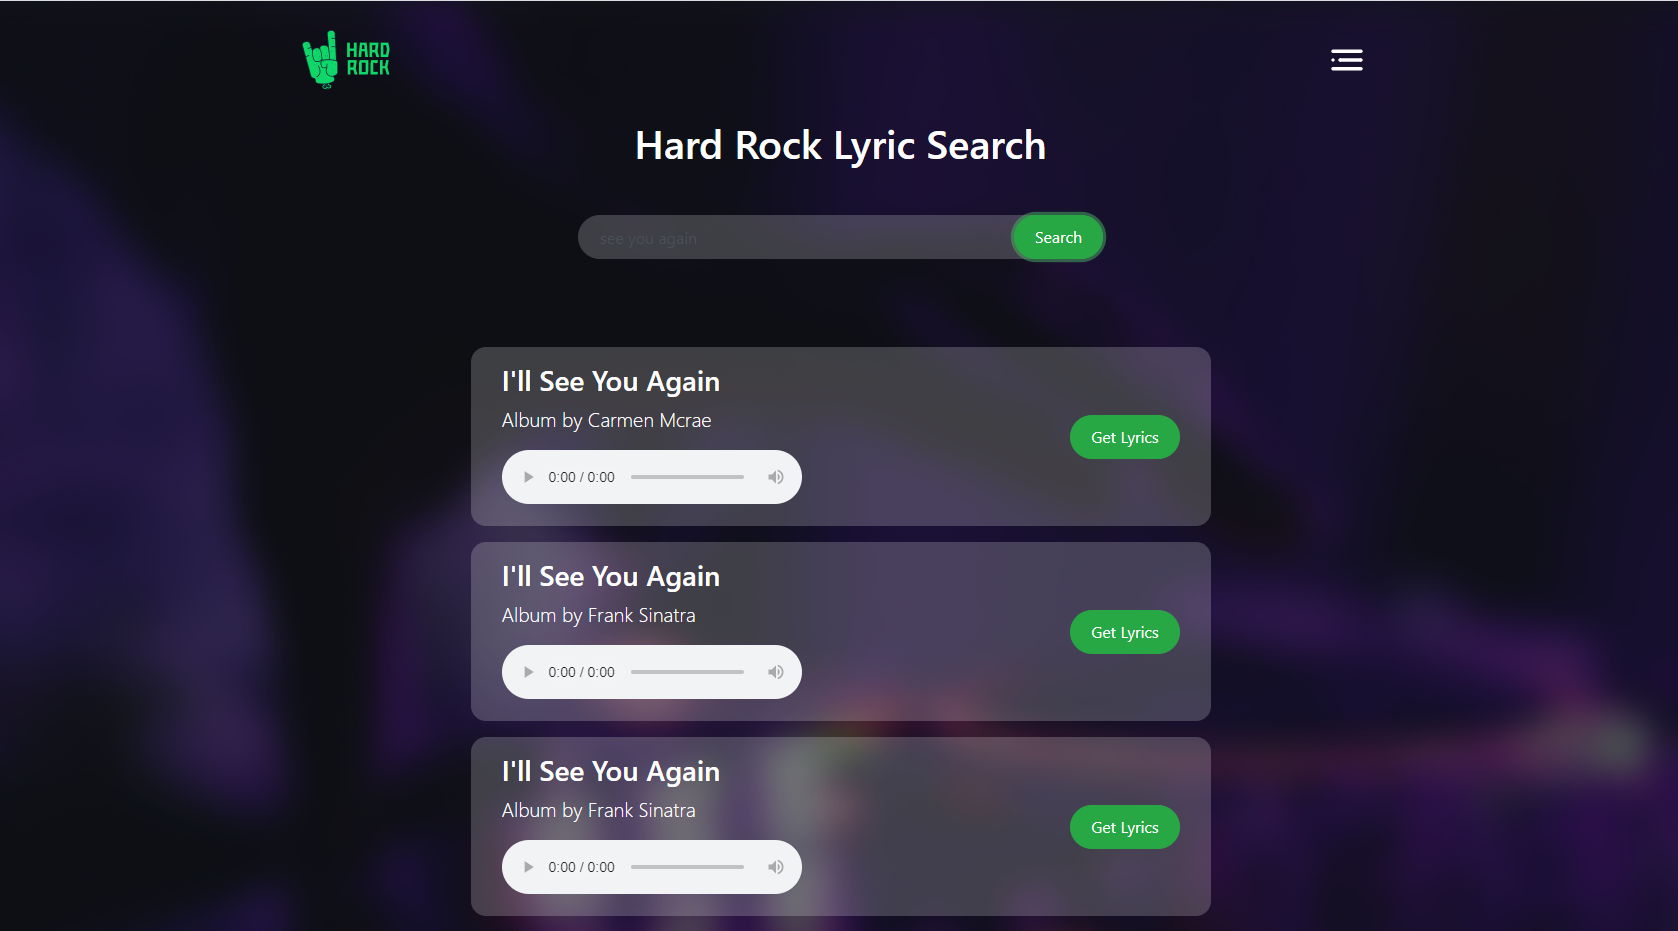 HARD
ROCK
Hard Rock Lyric Search
see you again
Search
I'll See You Again
Album by Carmen Mcrae
Get Lyrics
0:00 / 0:00
I'll See You Again
Album by Frank Sinatra
Get Lyrics
0:00 / 0:00
I'll See You Again
Album by Frank Sinatra
Get Lyrics
0:00 / 0:00